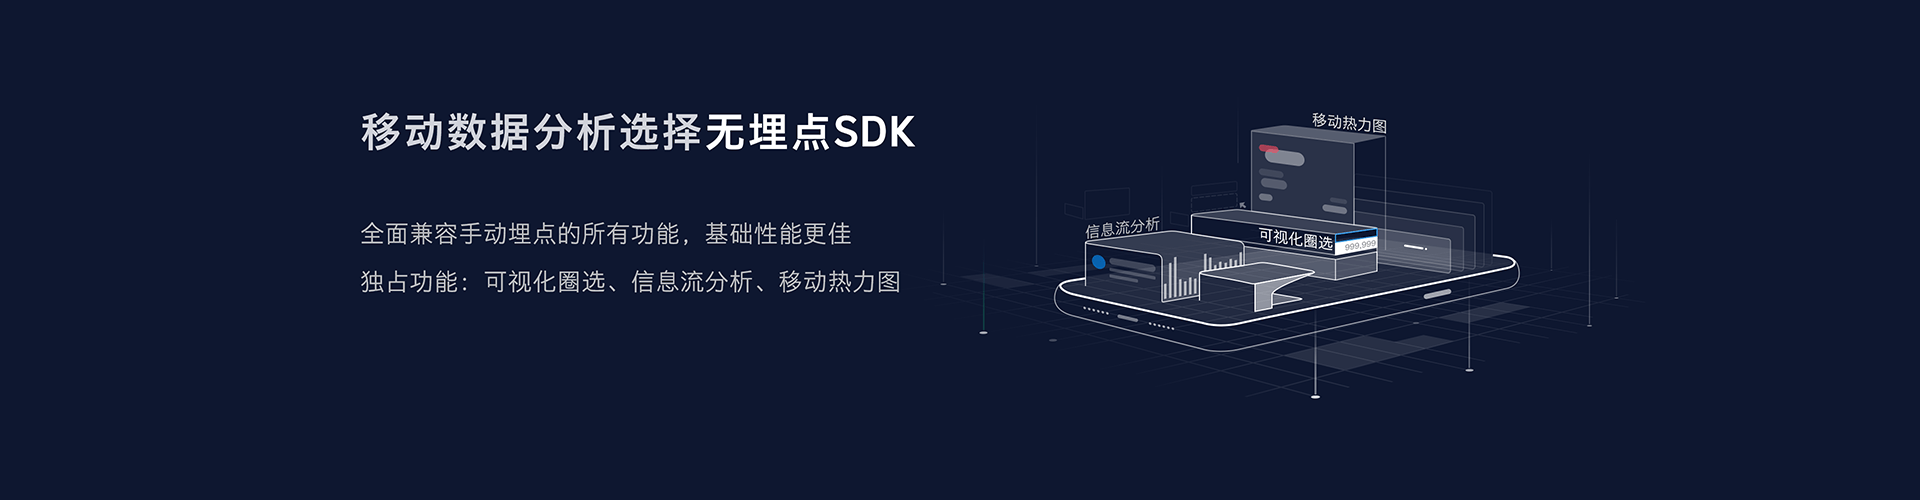 移动数据分析选择无埋点SDK
全面兼容手动埋点的所有功能，基础性能更佳
独占功能：可视化圈选、信息流分析、移动热力图
移动热力图
信息流分析
可视化圈选
999,999